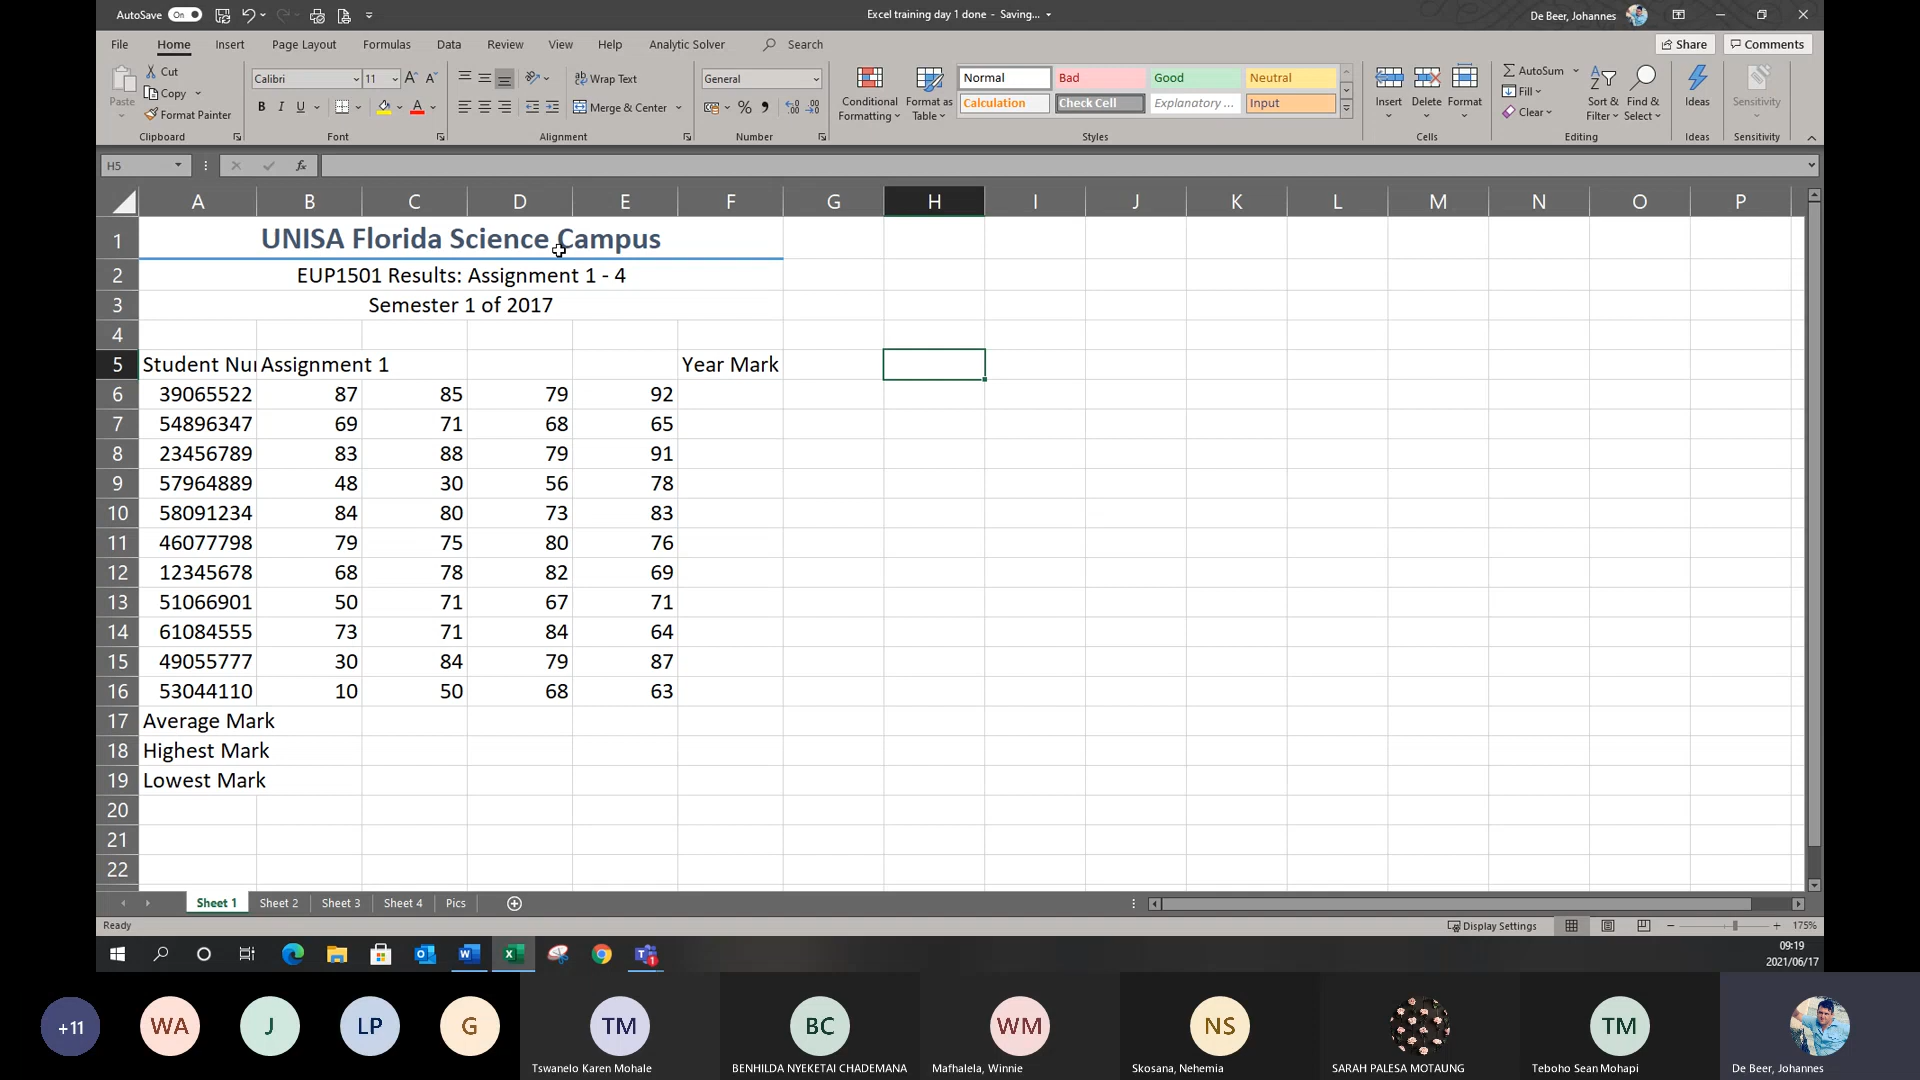 AutoSave On
Excel training day 1 done - Saving...
De Beer, Johannes
File Home Insert Page Layout Formulas Data Review View Help Analytic Solver Search
Share Comments
Paste
Cut
Copy
Format Painter
Clipboard
Calibri 11
B I U
Font
Wrap Text
Merge & Center
Alignment
General
Number
Conditional Formatting
Format as Table
Normal Bad Good Neutral
Calculation Check Cell Explanatory ... Input
Styles
Insert Delete Format
Cells
AutoSum
Fill
Clear
Sort & Filter
Find & Select
Editing
Ideas
Ideas
Sensitivity
Sensitivity
H5 fx
A B C D E F G H I J K L M N O P
1 UNISA Florida Science Campus
2 EUP1501 Results: Assignment 1 - 4
3 Semester 1 of 2017
4
5 Student Nu Assignment 1 Year Mark
6 39065522 87 85 79 92
7 54896347 69 71 68 65
8 23456789 83 88 79 91
9 57964889 48 30 56 78
10 58091234 84 80 73 83
11 46077798 79 75 80 76
12 12345678 68 78 82 69
13 51066901 50 71 67 71
14 61084555 73 71 84 64
15 49055777 30 84 79 87
16 53044110 10 50 68 63
17 Average Mark
18 Highest Mark
19 Lowest Mark
20
21
22
Sheet 1 Sheet 2 Sheet 3 Sheet 4 Pics
Ready
Display Settings
175%
09:19
2021/06/17
+11 WA J LP G TM BC WM NS TM
Tswanelo Karen Mohale
BENHILDA NYEKETAI CHADEMANA
Mafhalela, Winnie
Skosana, Nehemia
SARAH PALESA MOTAUNG
Teboho Sean Mohapi
De Beer, Johannes